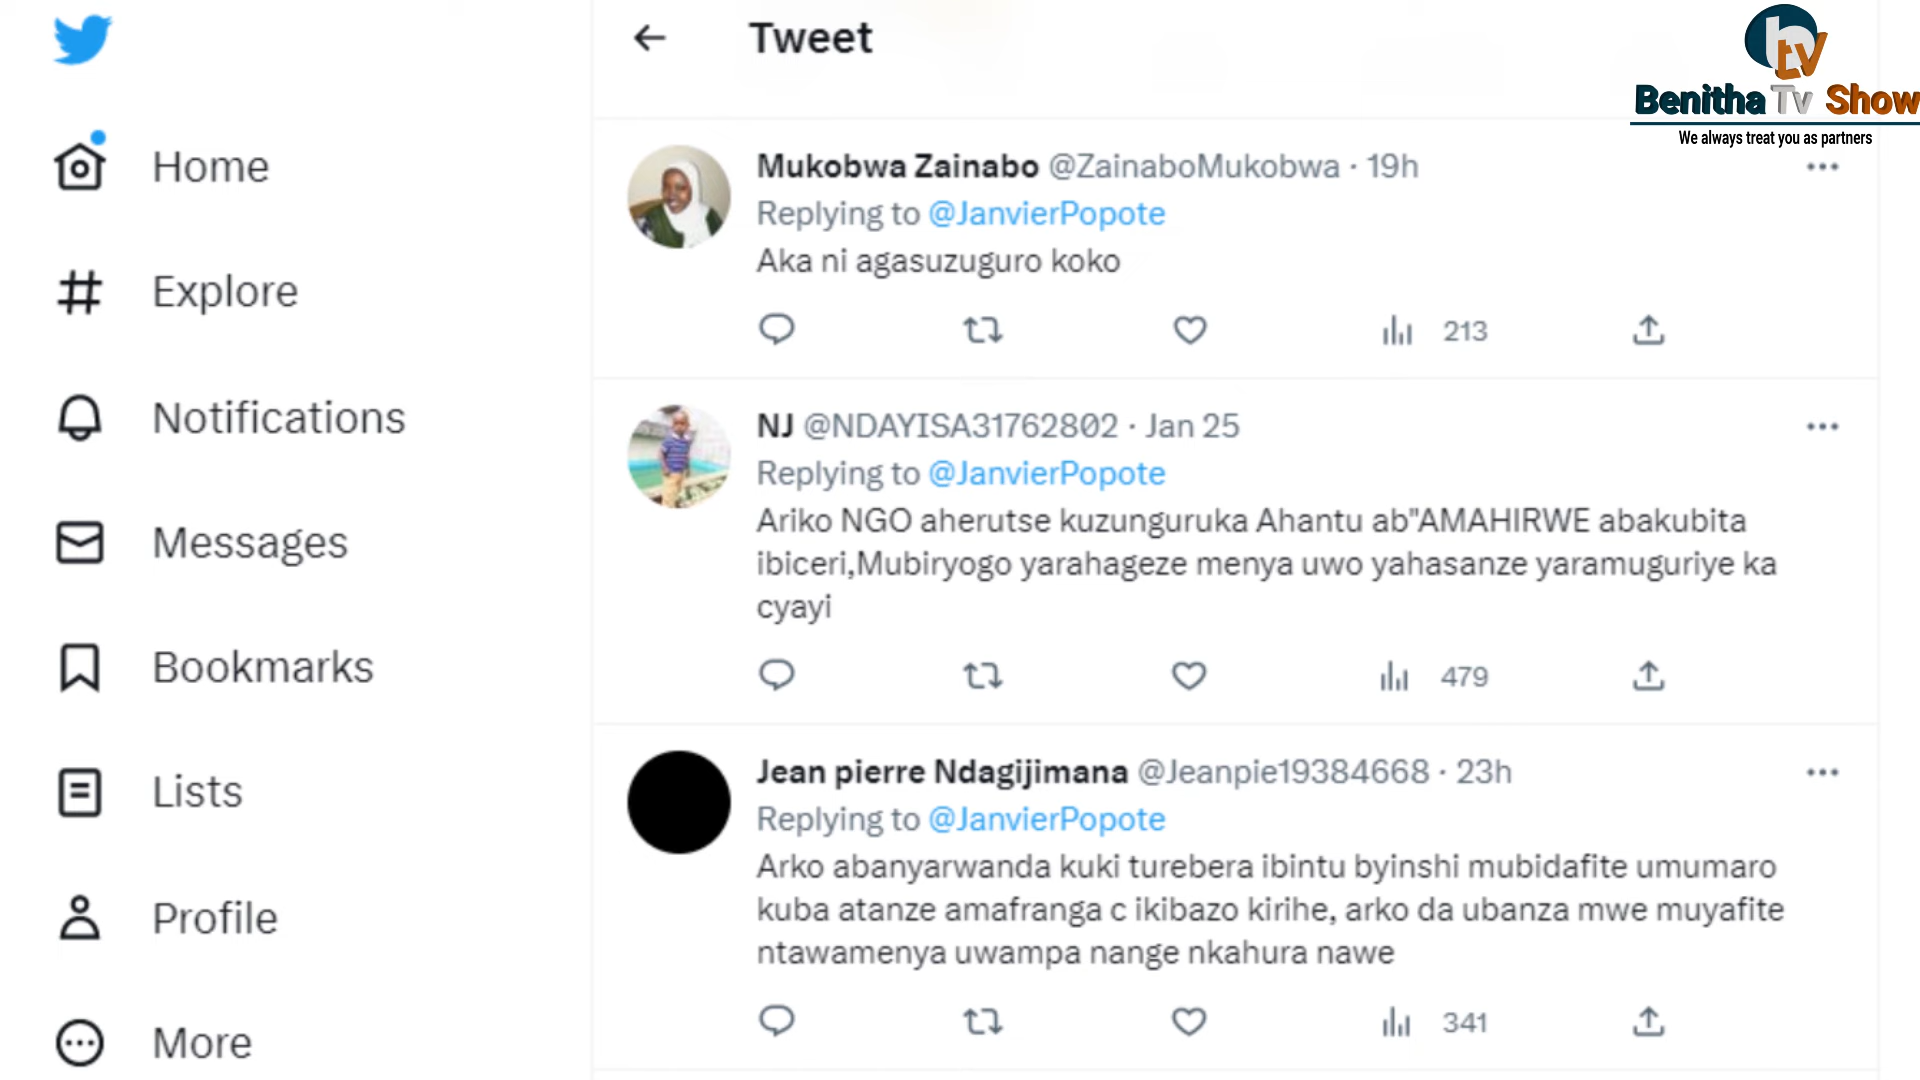 Tweet
Benitha Tv Show
We always treat you as partners
Home
Explore
Notifications
Messages
Bookmarks
Lists
Profile
More
Mukobwa Zainabo @ZainaboMukobwa · 19h
Replying to @JanvierPopote
Aka ni agasuzuguro koko
213
NJ @NDAYISA31762802 · Jan 25
Replying to @JanvierPopote
Ariko NGO aherutse kuzunguruka Ahantu ab"AMAHIRWE abakubita
ibiceri,Mubiryogo yarahageze menya uwo yahasanze yaramuguriye ka
cyayi
479
Jean pierre Ndagijimana @Jeanpie19384668 · 23h
Replying to @JanvierPopote
Arko abanyarwanda kuki turebera ibintu byinshi mubidafite umumaro
kuba atanze amafranga c ikibazo kirihe, arko da ubanza mwe muyafite
ntawamenya uwampa nange nkahura nawe
341